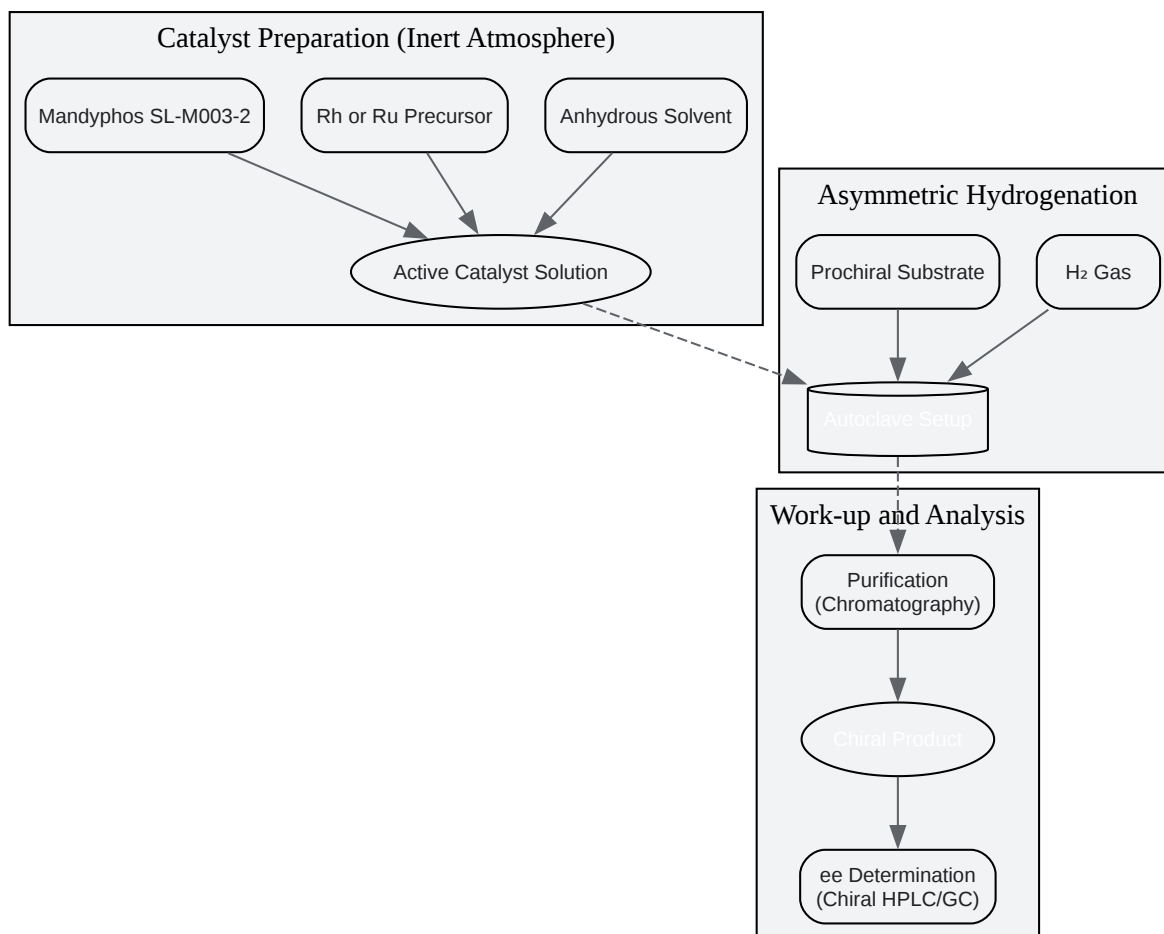 Catalyst Preparation (Inert Atmosphere)
Mandyphos SL-M003-2
Rh or Ru Precursor
Anhydrous Solvent
Active Catalyst Solution
Asymmetric Hydrogenation
Prochiral Substrate
H₂ Gas
Autoclave Setup
Work-up and Analysis
Purification
(Chromatography)
Chiral Product
ee Determination
(Chiral HPLC/GC)